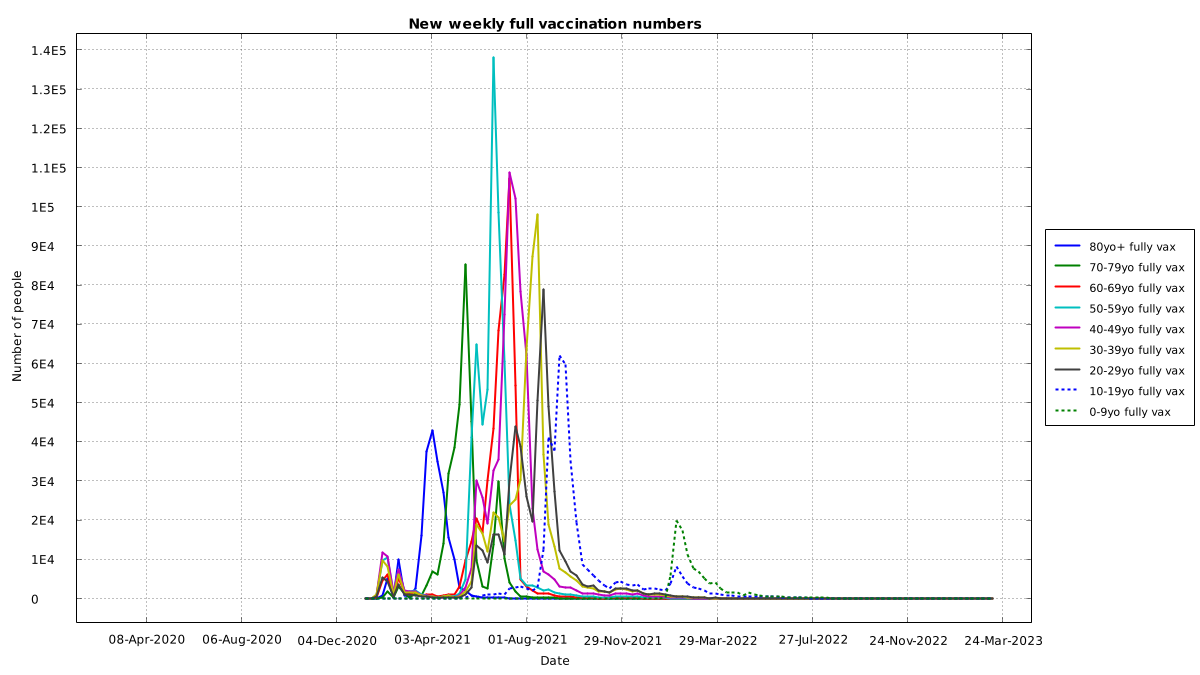 New weekly full vaccination numbers
1.4E5
1.3E5
1.2E5
1.1E5
1E5
9E4
8E4
7E4
6E4
5E4
4E4
3E4
2E4
1E4
0
Number of people
08-Apr-2020
06-Aug-2020
04-Dec-2020
03-Apr-2021
01-Aug-2021
29-Nov-2021
29-Mar-2022
27-Jul-2022
24-Nov-2022
24-Mar-2023
Date
80yo+ fully vax
70-79yo fully vax
60-69yo fully vax
50-59yo fully vax
40-49yo fully vax
30-39yo fully vax
20-29yo fully vax
10-19yo fully vax
0-9yo fully vax